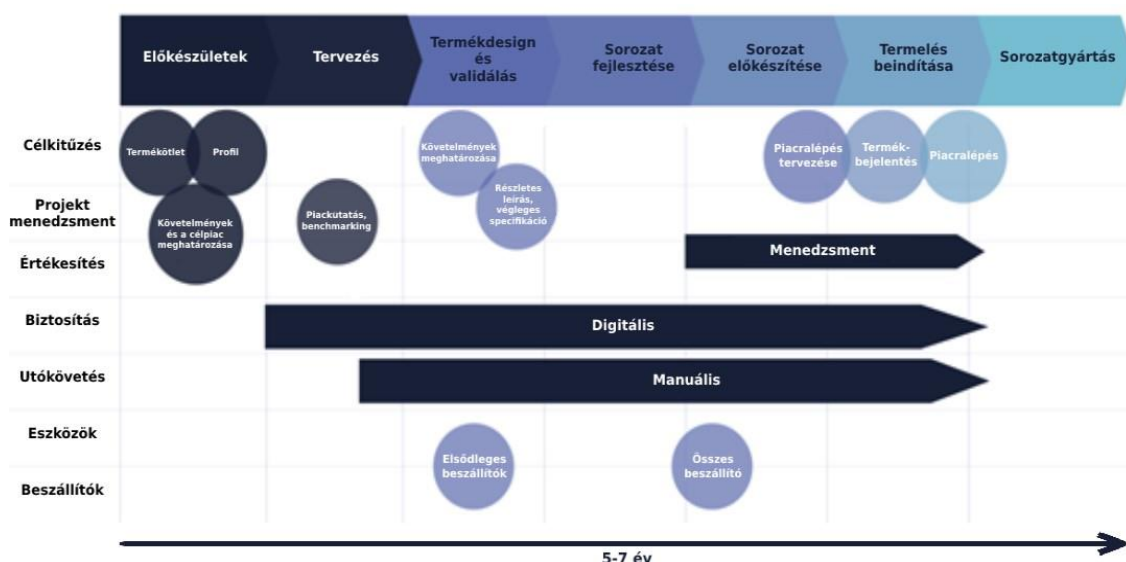 Előkészületek
Tervezés
Termékdesign
és
validálás
Sorozat
fejlesztése
Sorozat
előkészítése
Termelés
beindítása
Sorozatgyártás
Célkitűzés
Termékötlet
Profil
Követelmények
meghatározása
Piacralépés
tervezése
Termék-
bejelentés
Piacralépés
Projekt
menedzsment
Követelmények
és a célpiac
meghatározása
Piackutatás,
benchmarking
Részletes
leírás,
végleges
specifikáció
Értékesítés
Menedzsment
Biztosítás
Digitális
Utókövetés
Manuális
Eszközök
Beszállítók
Elsődleges
beszállítók
Összes
beszállító
5-7 év